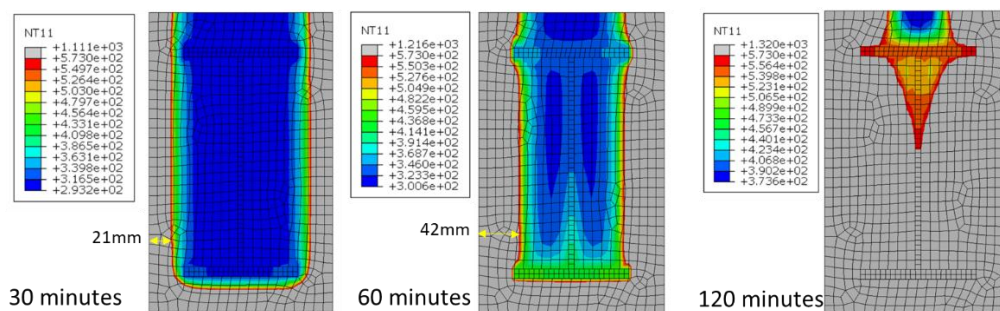 NT11
+1.111e+03
+5.730e+02
+5.497e+02
+5.264e+02
+5.030e+02
+4.797e+02
+4.564e+02
+4.331e+02
+4.098e+02
+3.865e+02
+3.631e+02
+3.398e+02
+3.165e+02
+2.932e+02
21mm
30 minutes
NT11
+1.216e+03
+5.730e+02
+5.503e+02
+5.276e+02
+5.049e+02
+4.822e+02
+4.595e+02
+4.368e+02
+4.141e+02
+3.914e+02
+3.687e+02
+3.460e+02
+3.233e+02
+3.006e+02
42mm
60 minutes
NT11
+1.320e+03
+5.730e+02
+5.564e+02
+5.398e+02
+5.231e+02
+5.065e+02
+4.899e+02
+4.733e+02
+4.567e+02
+4.401e+02
+4.234e+02
+4.068e+02
+3.902e+02
+3.736e+02
120 minutes